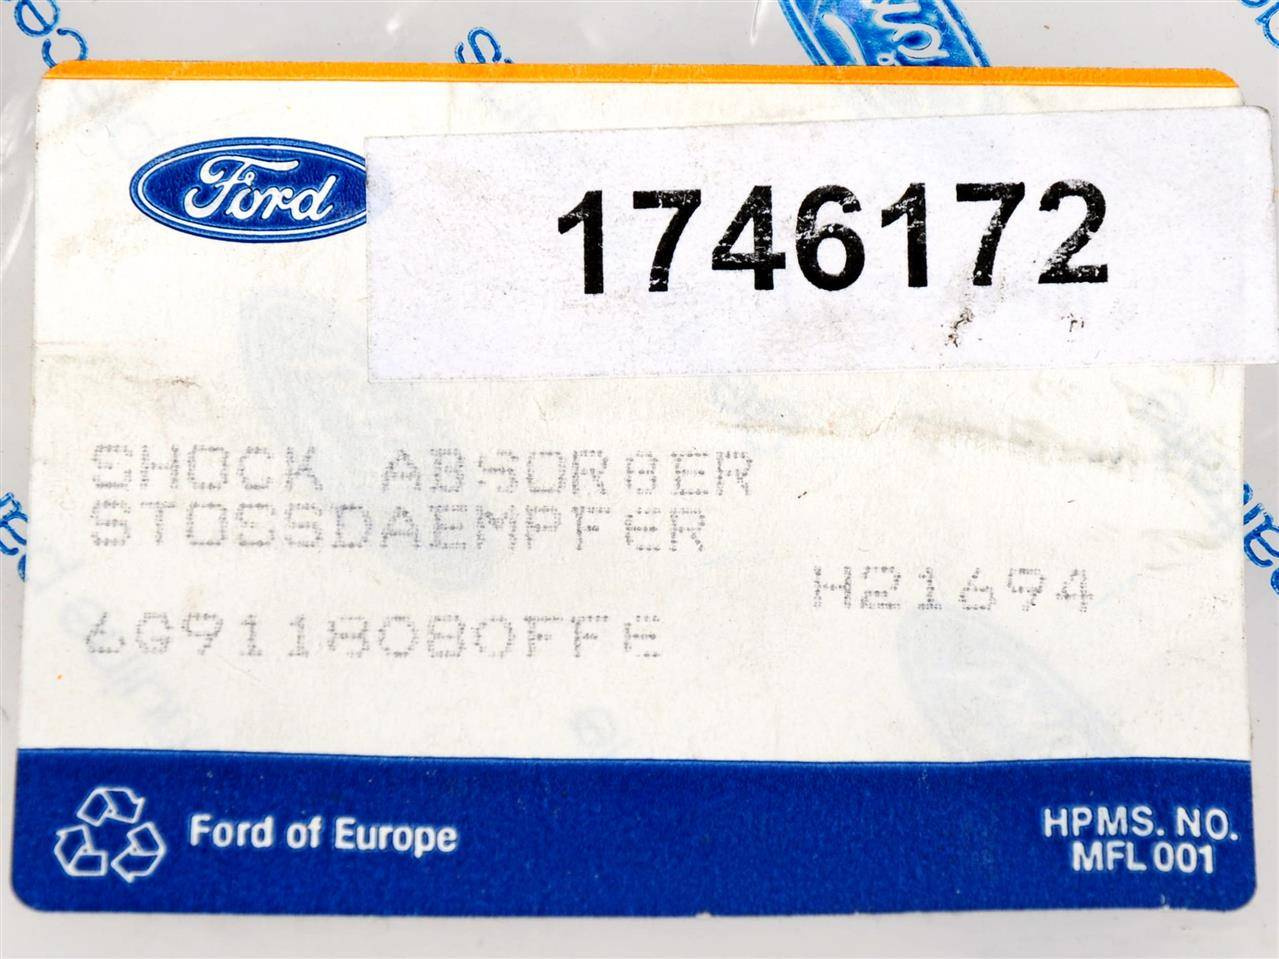 Ford
1746172
SHOCK ABSORBER
STOSSDAEMPFER
H21694
6G9118080FFE
Ford of Europe
HPMS. NO.
MFL 001